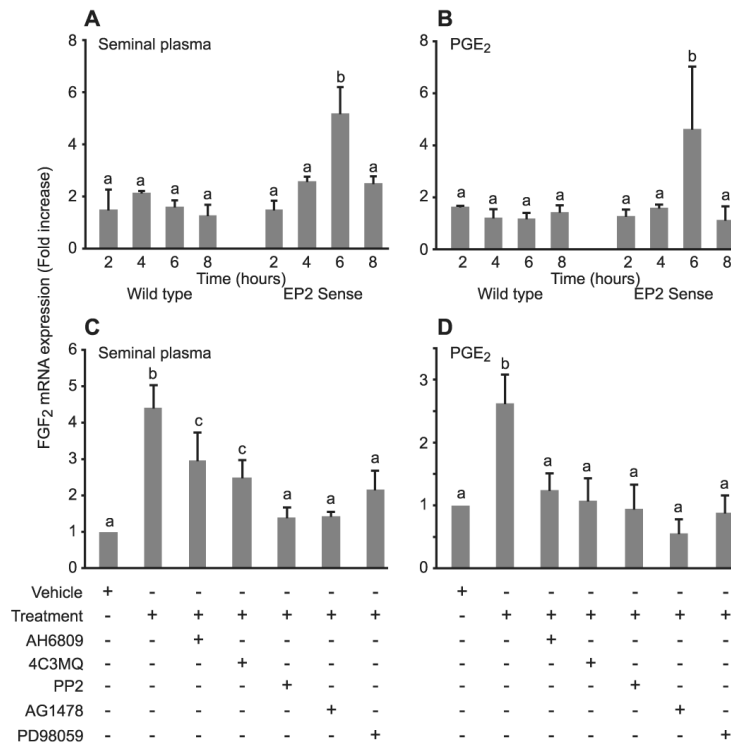 A
Seminal plasma
8
6
4
2
0
a a a a a a b a
2 4 6 8 2 4 6 8
Time (hours)
Wild type EP2 Sense
B
PGE2
8
6
4
2
0
a a a a a a b a
2 4 6 8 2 4 6 8
Time (hours)
Wild type EP2 Sense
FGF2 mRNA expression (Fold increase)
C
Seminal plasma
6
5
4
3
2
1
0
a b c c a a a
D
PGE2
3
2
1
0
a b a a a a a
Vehicle + - - - - - - + - - - - - -
Treatment - + + + + + + - + + + + + +
AH6809 - - + - - - - - - + - - - -
4C3MQ - - - + - - - - - - + - - -
PP2 - - - - + - - - - - - + - -
AG1478 - - - - - + - - - - - - + -
PD98059 - - - - - - + - - - - - - +